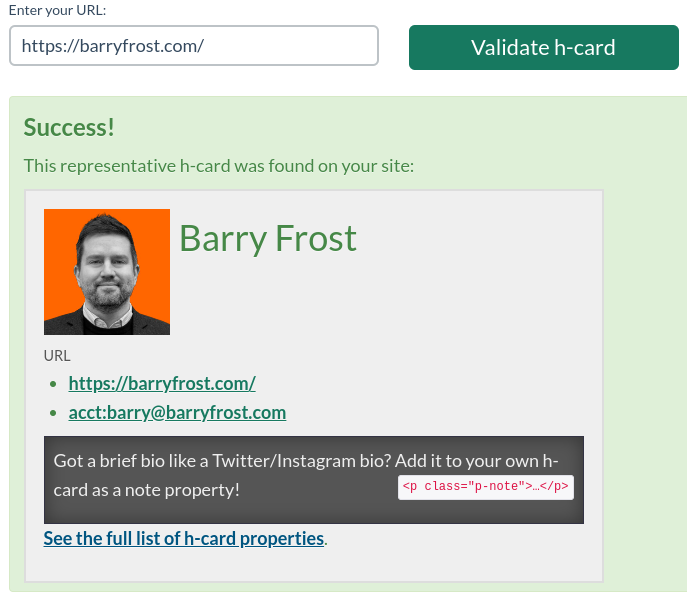 Enter your URL:
https://barryfrost.com/
Validate h-card
Success!
This representative h-card was found on your site:
Barry Frost
URL
https://barryfrost.com/
acct:barry@barryfrost.com
Got a brief bio like a Twitter/Instagram bio? Add it to your own h-
card as a note property! <p class="p-note">…</p>
See the full list of h-card properties.